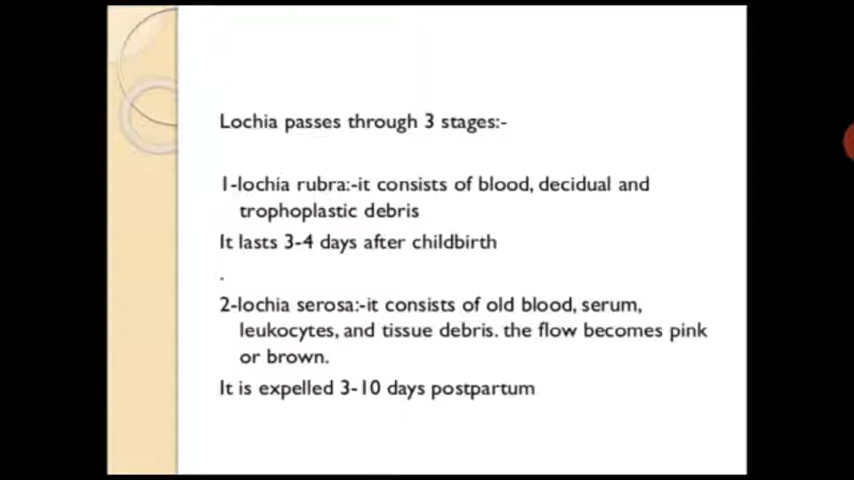 Lochia passes through 3 stages:-
1-lochia rubra:-it consists of blood, decidual and
trophoplastic debris
It lasts 3-4 days after childbirth
.
2-lochia serosa:-it consists of old blood, serum,
leukocytes, and tissue debris. the flow becomes pink
or brown.
It is expelled 3-10 days postpartum